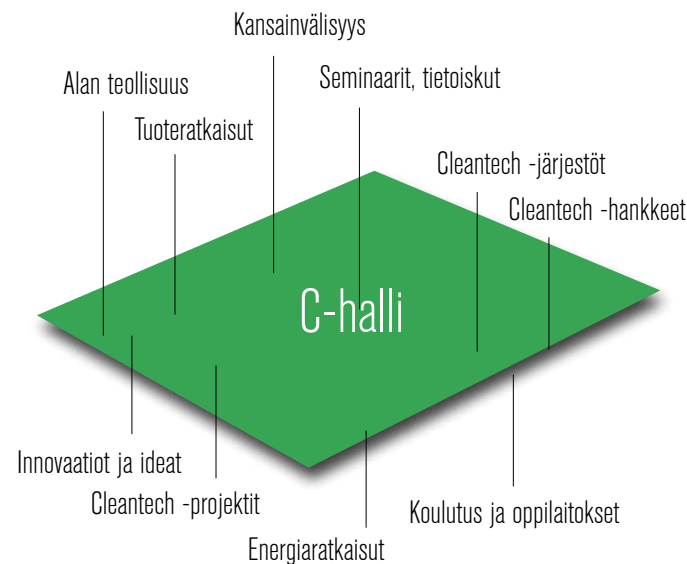 Kansainvälisyys
Alan teollisuus
Seminaarit, tietoiskut
Tuoteratkaisut
Cleantech -järjestöt
Cleantech -hankkeet
C-halli
Innovaatiot ja ideat
Cleantech -projektit
Koulutus ja oppilaitokset
Energiaratkaisut